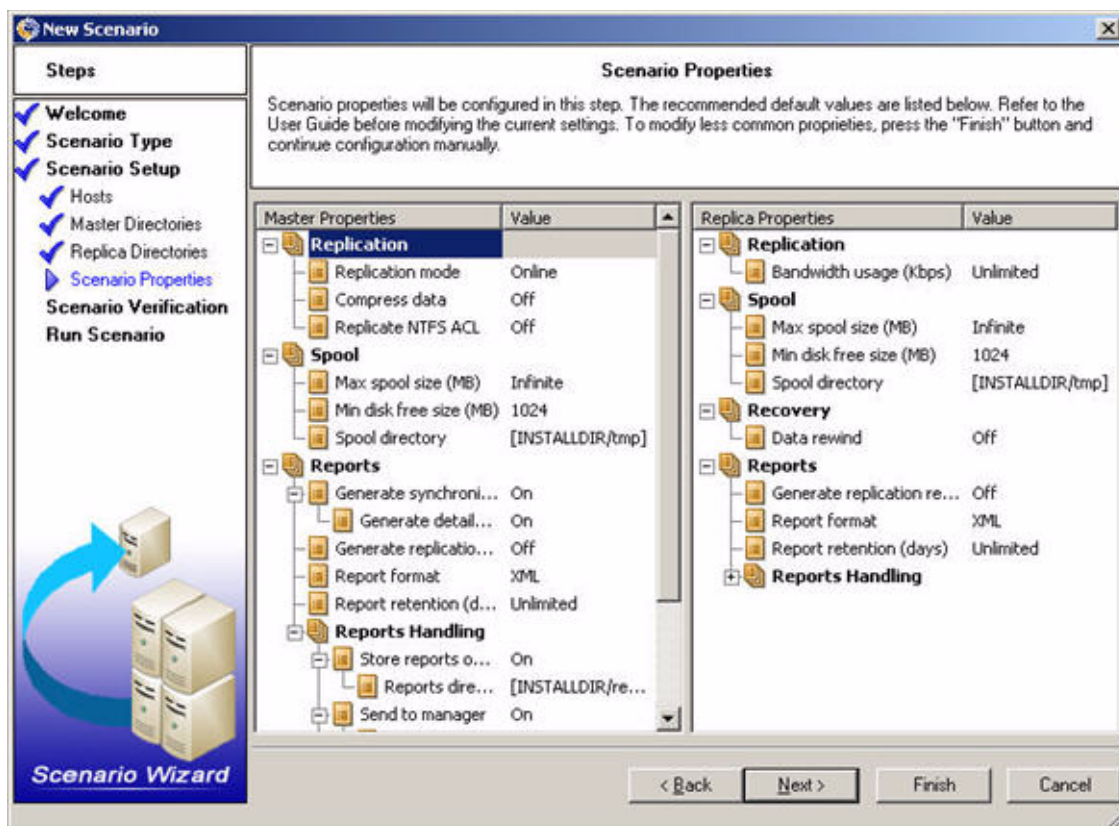 New Scenario
Steps
Welcome
Scenario Type
Scenario Setup
Hosts
Master Directories
Replica Directories
Scenario Properties
Scenario Verification
Run Scenario
Scenario Wizard
Scenario Properties
Scenario properties will be configured in this step. The recommended default values are listed below. Refer to the
User Guide before modifying the current settings. To modify less common proprieties, press the "Finish" button and
continue configuration manually.
Master Properties Value
Replication
Replication mode Online
Compress data Off
Replicate NTFS ACL Off
Spool
Max spool size (MB) Infinite
Min disk free size (MB) 1024
Spool directory [INSTALLDIR/tmp]
Reports
Generate synchroni... On
Generate detail... On
Generate replicatio... Off
Report format XML
Report retention (d... Unlimited
Reports Handling
Store reports o... On
Reports dire... [INSTALLDIR/re...
Send to manager On
Replica Properties Value
Replication
Bandwidth usage (Kbps) Unlimited
Spool
Max spool size (MB) Infinite
Min disk free size (MB) 1024
Spool directory [INSTALLDIR/tmp]
Recovery
Data rewind Off
Reports
Generate replication re... Off
Report format XML
Report retention (days) Unlimited
Reports Handling
< Back Next > Finish Cancel